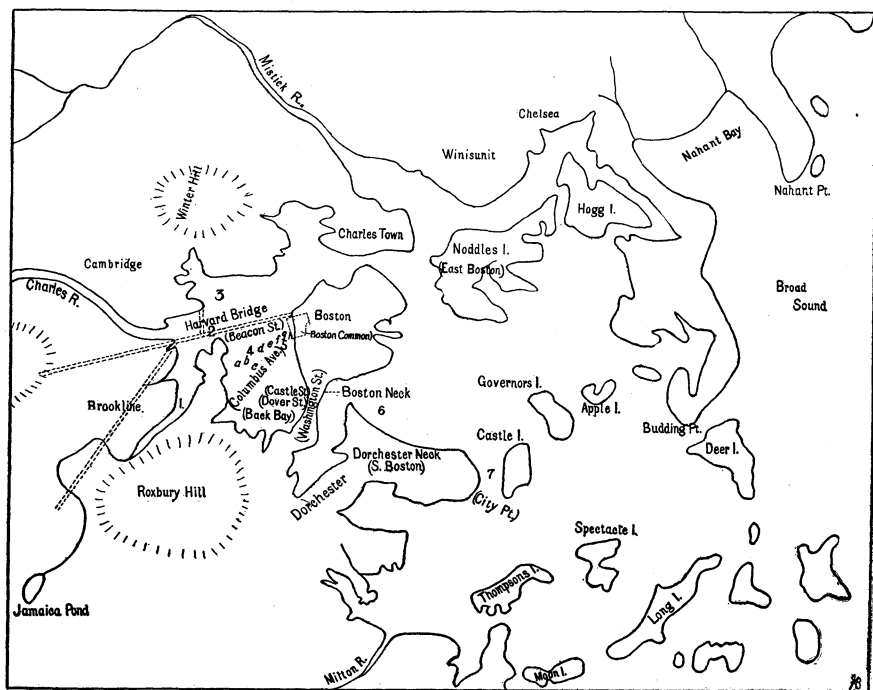 Mistick R.
Chelsea
Winisunit
Nahant Bay
Nahant Pt.
Winter Hill
Hogg I.
Charles Town
Noddles I.
(East Boston)
Cambridge
Charles R.
3
Broad
Sound
Harvard Bridge
2
(Beacon St.)
Boston
Boston Common)
a b c 4 d e f g h
5
Columbus Ave.
(Castle St.)
(Dover St.)
(Back Bay)
(Washington St.)
Boston Neck
6
Brookline
1.
Governors I.
Apple I.
Budding Pt.
Deer I.
Castle I.
Dorchester Neck
(S. Boston)
7
(City Pt.)
Dorchester
Roxbury Hill
Spectacle I.
Thompsons I.
Long I.
Jamaica Pond
Milton R.
Moon I.